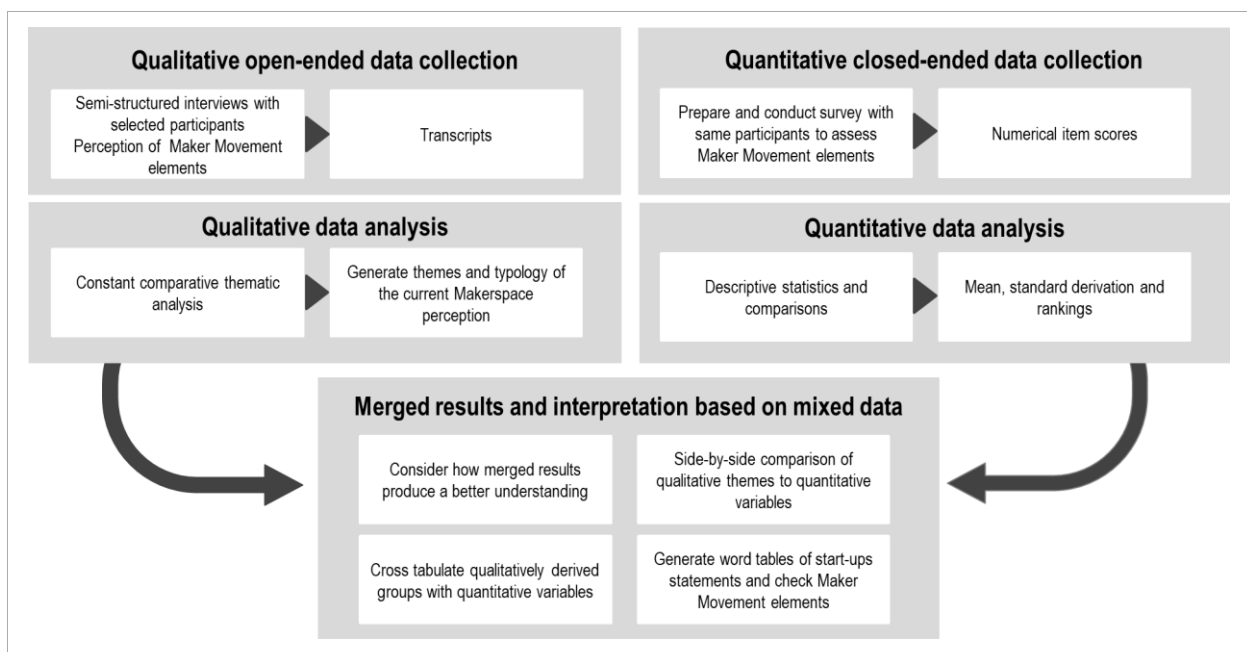 Qualitative open-ended data collection
Semi-structured interviews with
selected participants
Perception of Maker Movement
elements
Transcripts
Quantitative closed-ended data collection
Prepare and conduct survey with
same participants to assess
Maker Movement elements
Numerical item scores
Qualitative data analysis
Constant comparative thematic
analysis
Generate themes and typology of
the current Makerspace
perception
Quantitative data analysis
Descriptive statistics and
comparisons
Mean, standard derivation and
rankings
Merged results and interpretation based on mixed data
Consider how merged results
produce a better understanding
Side-by-side comparison of
qualitative themes to quantitative
variables
Cross tabulate qualitatively derived
groups with quantitative variables
Generate word tables of start-ups
statements and check Maker
Movement elements